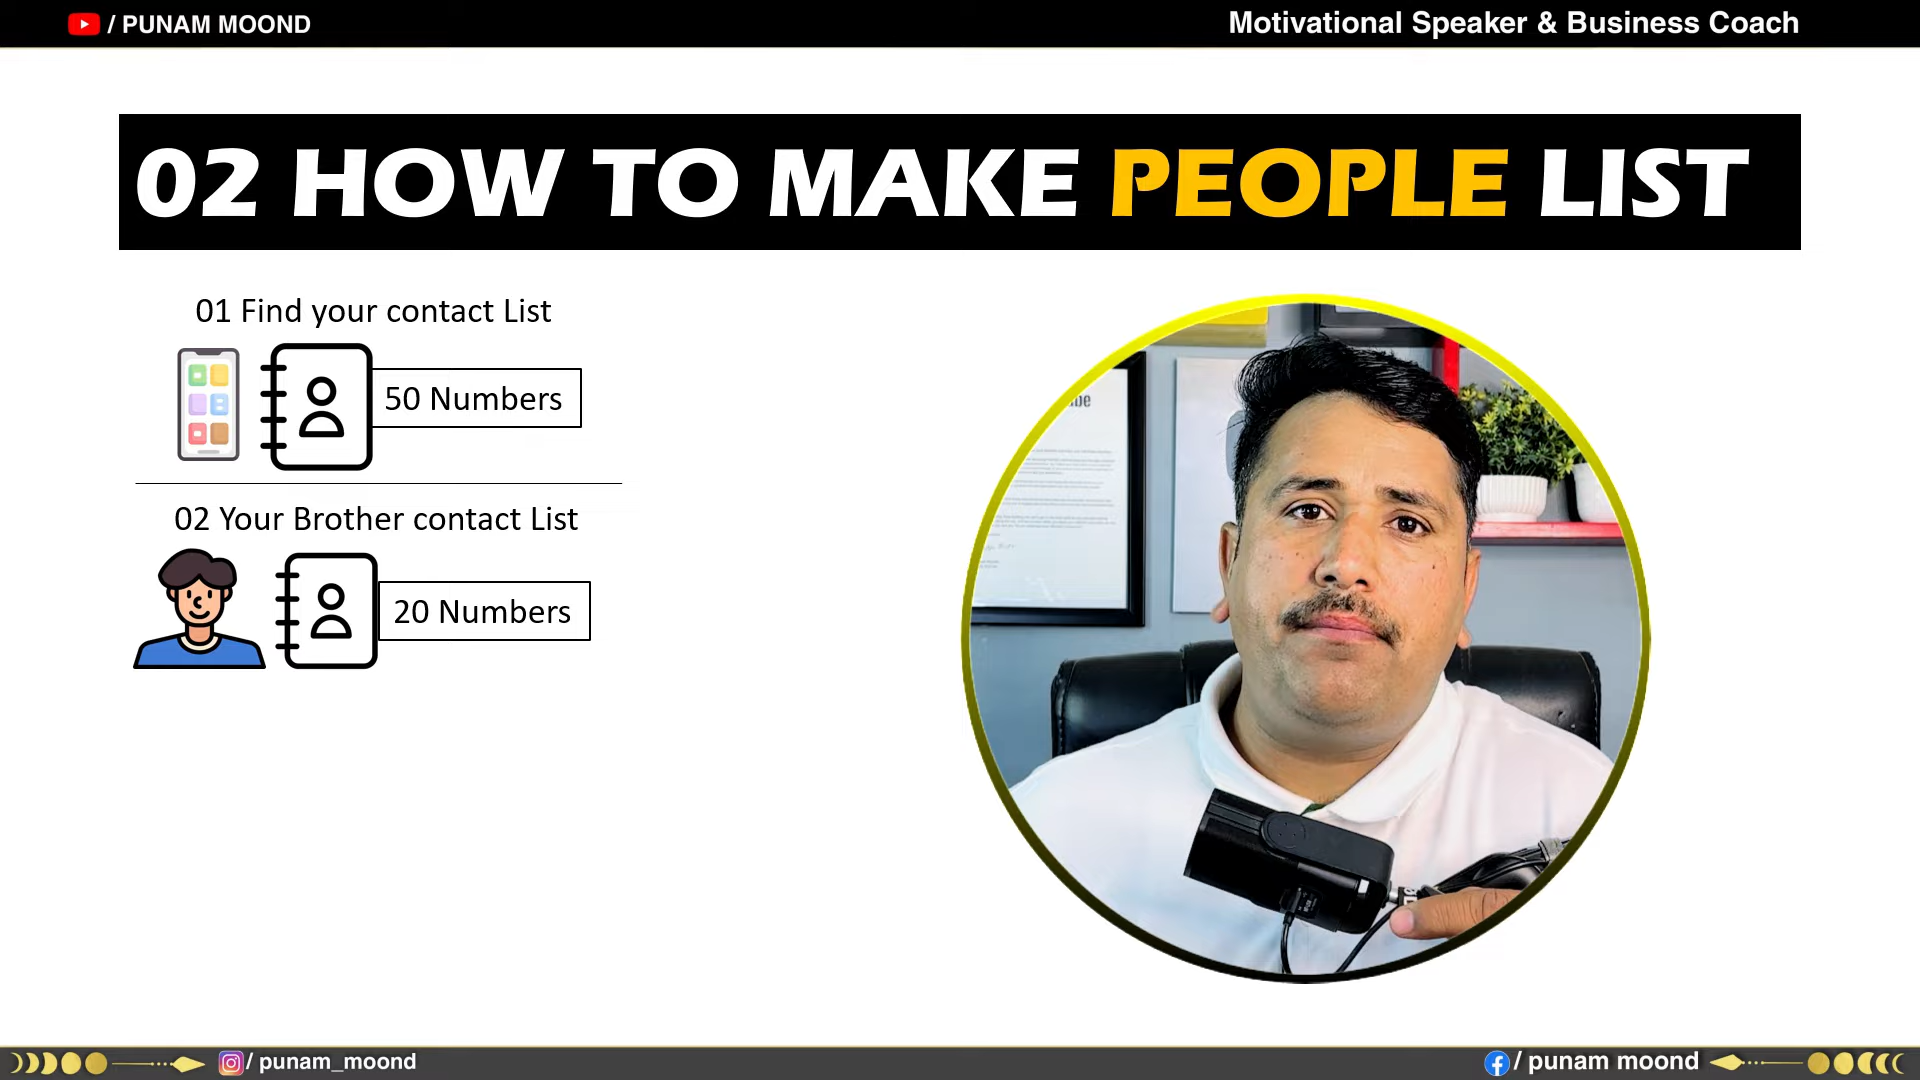 / PUNAM MOOND
Motivational Speaker & Business Coach
02 HOW TO MAKE PEOPLE LIST
01 Find your contact List
50 Numbers
02 Your Brother contact List
20 Numbers
/ punam_moond
/ punam moond